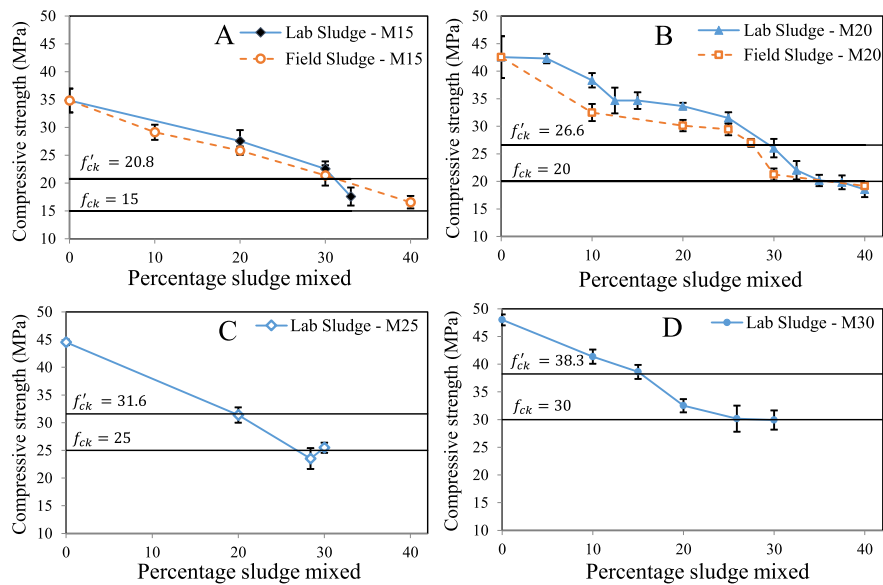 A
Lab Sludge - M15
Field Sludge - M15
50
45
40
35
30
25
20
15
10
Compressive strength (MPa)
f′ck = 20.8
fck = 15
0 10 20 30 40
Percentage sludge mixed
B
Lab Sludge - M20
Field Sludge - M20
50
45
40
35
30
25
20
15
10
Compressive strength (MPa)
f′ck = 26.6
fck = 20
0 10 20 30 40
Percentage sludge mixed
C
Lab Sludge - M25
50
45
40
35
30
25
20
15
10
Compressive strength (MPa)
f′ck = 31.6
fck = 25
0 10 20 30 40
Percentage sludge mixed
D
Lab Sludge - M30
50
45
40
35
30
25
20
15
10
Compressive strength (MPa)
f′ck = 38.3
fck = 30
0 10 20 30 40
Percentage sludge mixed